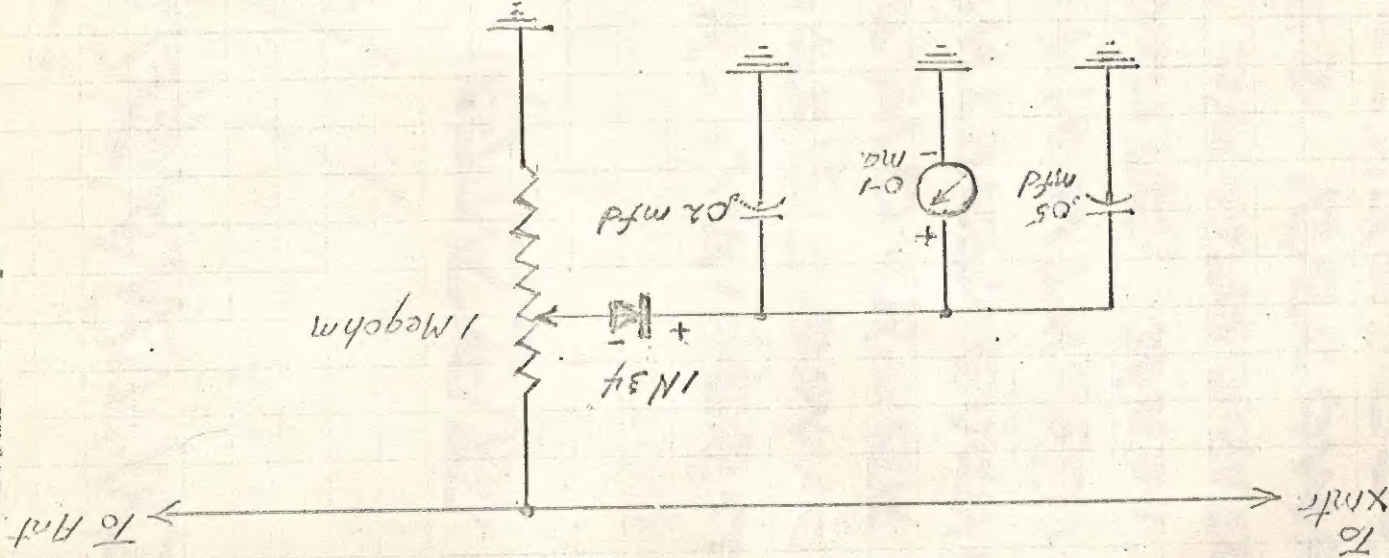 To
Xmtr.
To Ant.
1N34
+ -
1 Megohm
+
.05
mfd
0-1
ma.
-
.02 mfd